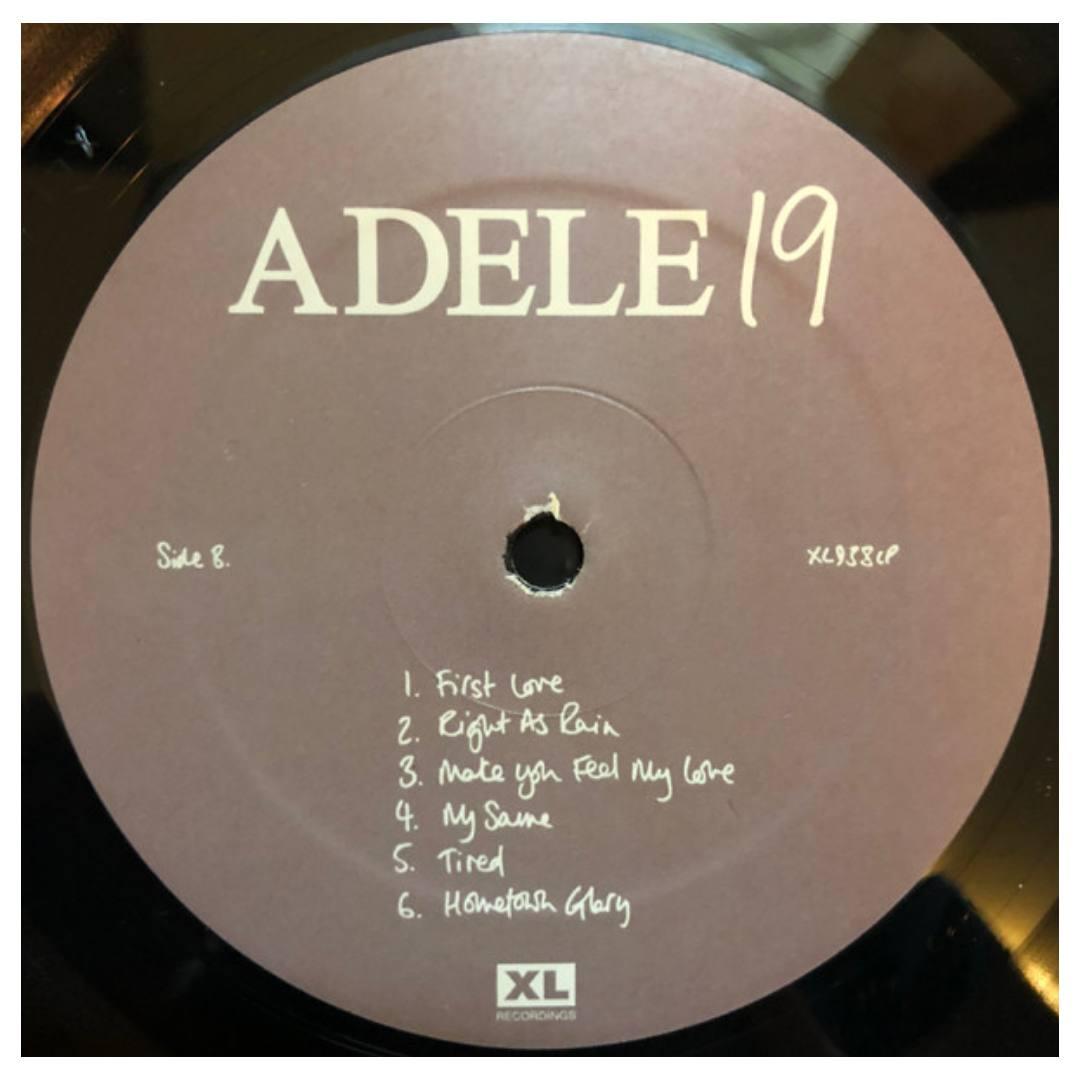 ADELE 19
Side B.
XL938LP
1. First Love
2. Right As Rain
3. Make you Feel My Love
4. My Same
5. Tired
6. Hometown Glory
XL
RECORDINGS